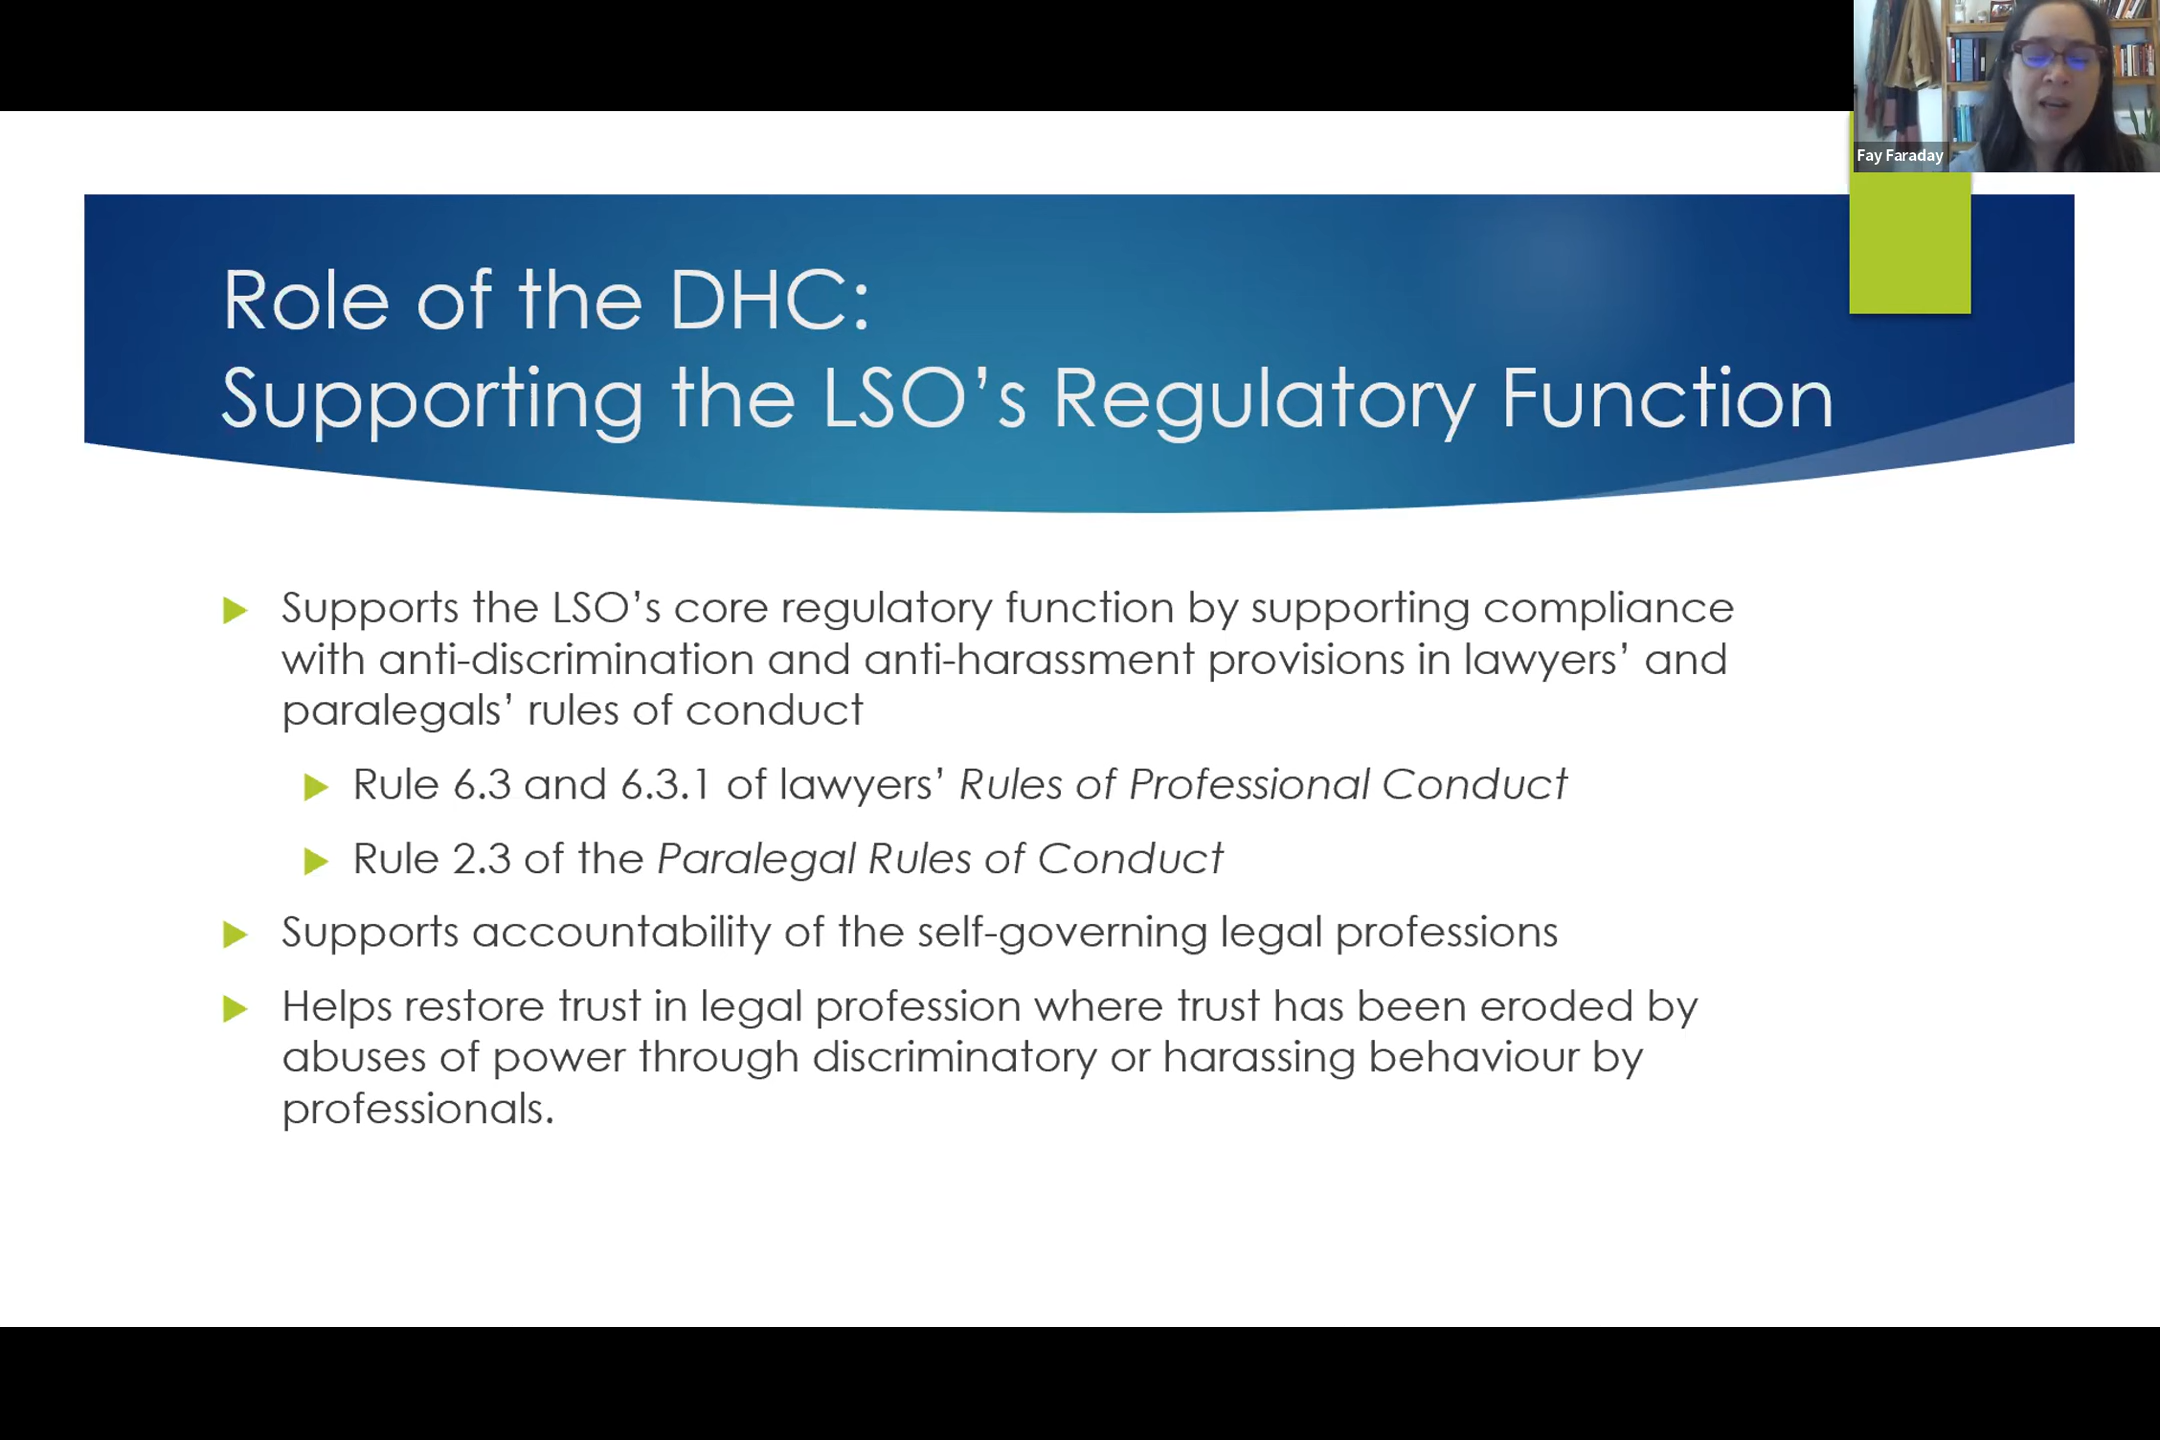 Fay Faraday
Role of the DHC:
Supporting the LSO’s Regulatory Function
Supports the LSO’s core regulatory function by supporting compliance
with anti-discrimination and anti-harassment provisions in lawyers’ and
paralegals’ rules of conduct
Rule 6.3 and 6.3.1 of lawyers’ Rules of Professional Conduct
Rule 2.3 of the Paralegal Rules of Conduct
Supports accountability of the self-governing legal professions
Helps restore trust in legal profession where trust has been eroded by
abuses of power through discriminatory or harassing behaviour by
professionals.